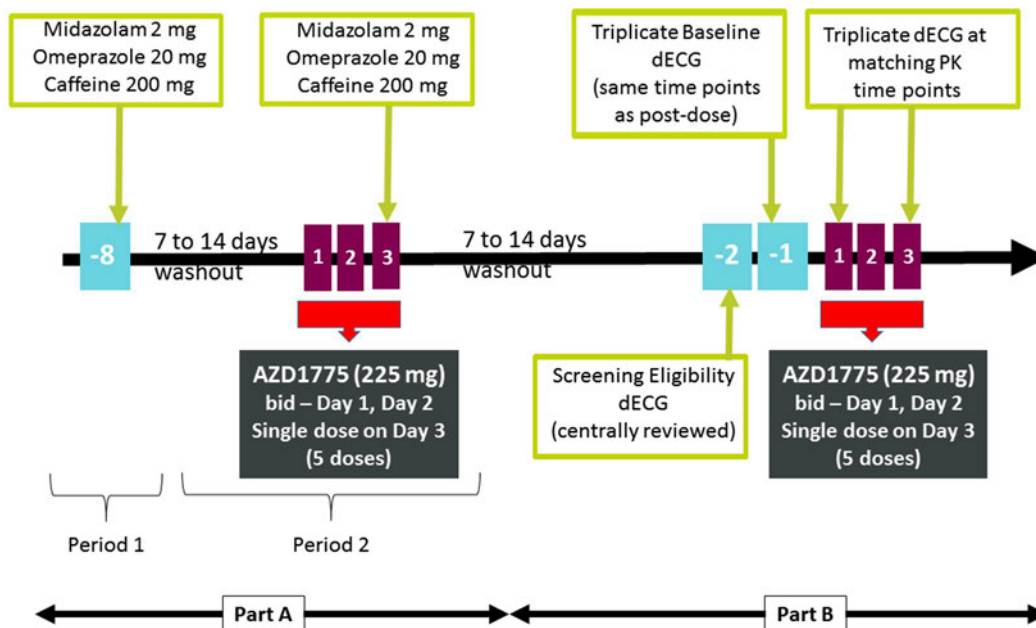 Midazolam 2 mg
Omeprazole 20 mg
Caffeine 200 mg
Midazolam 2 mg
Omeprazole 20 mg
Caffeine 200 mg
Triplicate Baseline
dECG
(same time points
as post-dose)
Triplicate dECG at
matching PK
time points
-8
7 to 14 days
washout
1
2
3
7 to 14 days
washout
-2
-1
1
2
3
AZD1775 (225 mg)
bid – Day 1, Day 2
Single dose on Day 3
(5 doses)
Screening Eligibility
dECG
(centrally reviewed)
AZD1775 (225 mg)
bid – Day 1, Day 2
Single dose on Day 3
(5 doses)
Period 1
Period 2
Part A
Part B